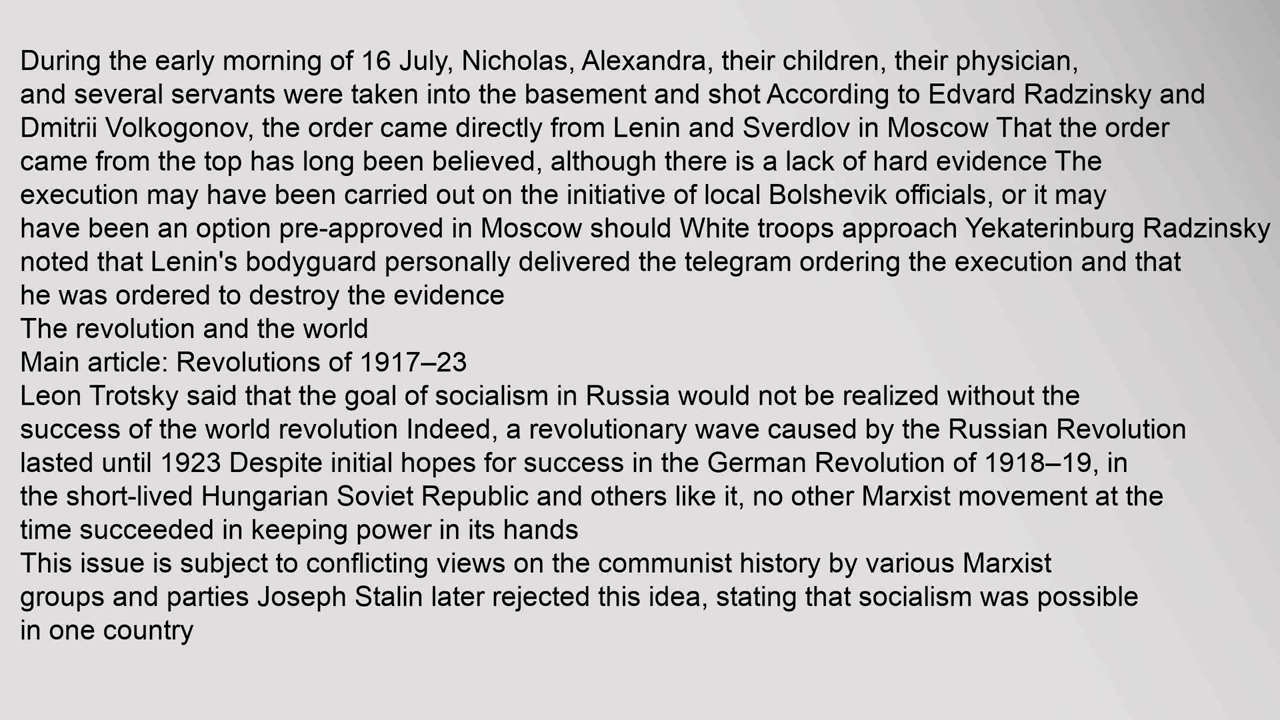 During the early morning of 16 July, Nicholas, Alexandra, their children, their physician,
and several servants were taken into the basement and shot According to Edvard Radzinsky and
Dmitrii Volkogonov, the order came directly from Lenin and Sverdlov in Moscow That the order
came from the top has long been believed, although there is a lack of hard evidence The
execution may have been carried out on the initiative of local Bolshevik officials, or it may
have been an option pre-approved in Moscow should White troops approach Yekaterinburg Radzinsky
noted that Lenin's bodyguard personally delivered the telegram ordering the execution and that
he was ordered to destroy the evidence
The revolution and the world
Main article: Revolutions of 1917–23
Leon Trotsky said that the goal of socialism in Russia would not be realized without the
success of the world revolution Indeed, a revolutionary wave caused by the Russian Revolution
lasted until 1923 Despite initial hopes for success in the German Revolution of 1918–19, in
the short-lived Hungarian Soviet Republic and others like it, no other Marxist movement at the
time succeeded in keeping power in its hands
This issue is subject to conflicting views on the communist history by various Marxist
groups and parties Joseph Stalin later rejected this idea, stating that socialism was possible
in one country